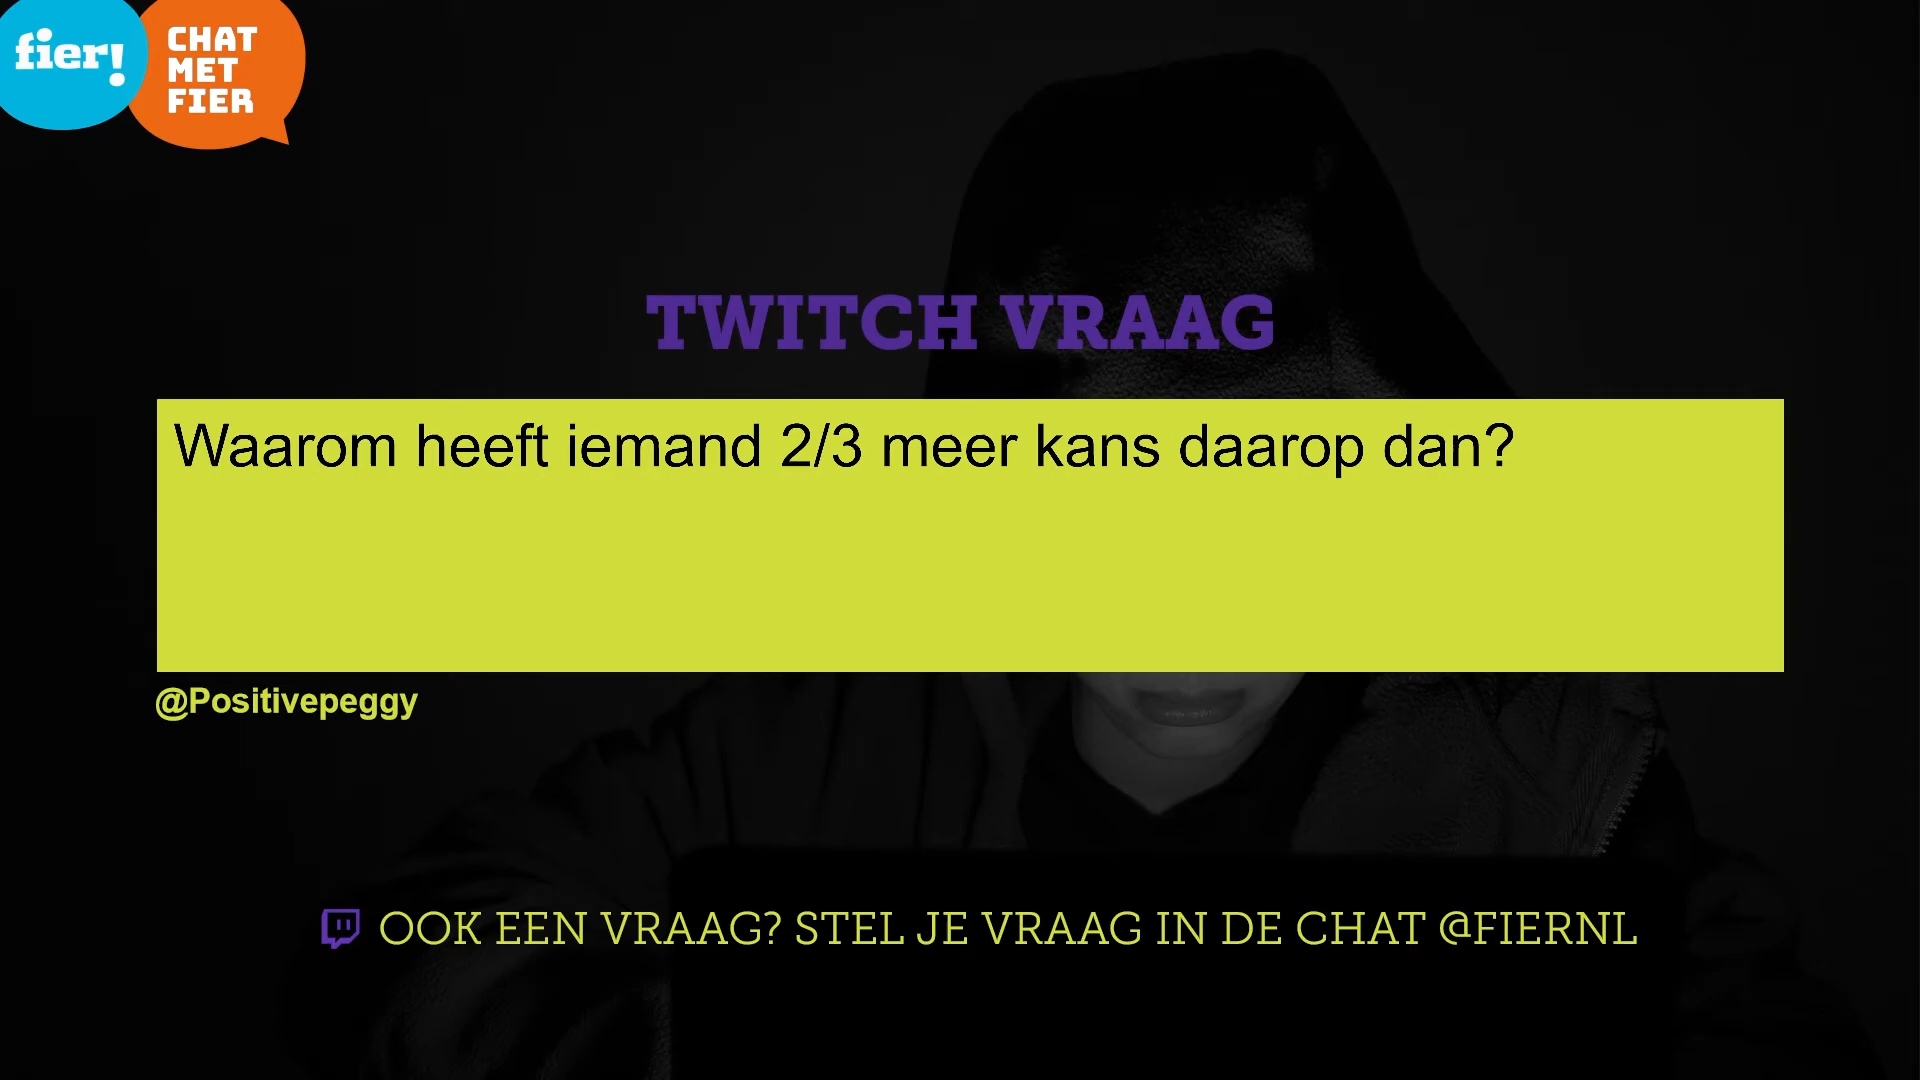 fier!
CHAT
MET
FIER
TWITCH VRAAG
Waarom heeft iemand 2/3 meer kans daarop dan?
@Positivepeggy
OOK EEN VRAAG? STEL JE VRAAG IN DE CHAT @FIERNL